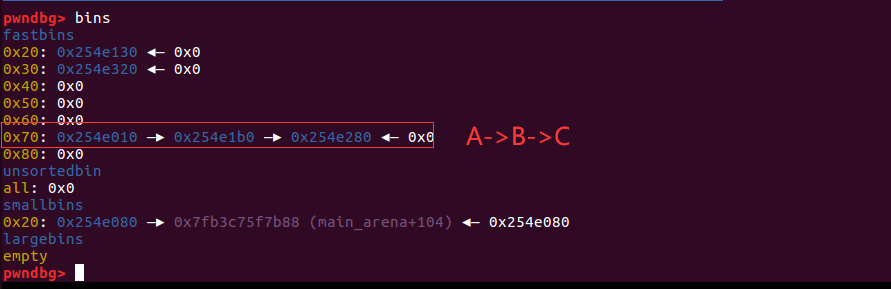 pwndbg> bins
fastbins
0x20: 0x254e130 ◂— 0x0
0x30: 0x254e320 ◂— 0x0
0x40: 0x0
0x50: 0x0
0x60: 0x0
0x70: 0x254e010 —▸ 0x254e1b0 —▸ 0x254e280 ◂— 0x0 A->B->C
0x80: 0x0
unsortedbin
all: 0x0
smallbins
0x20: 0x254e080 —▸ 0x7fb3c75f7b88 (main_arena+104) ◂— 0x254e080
largebins
empty
pwndbg>